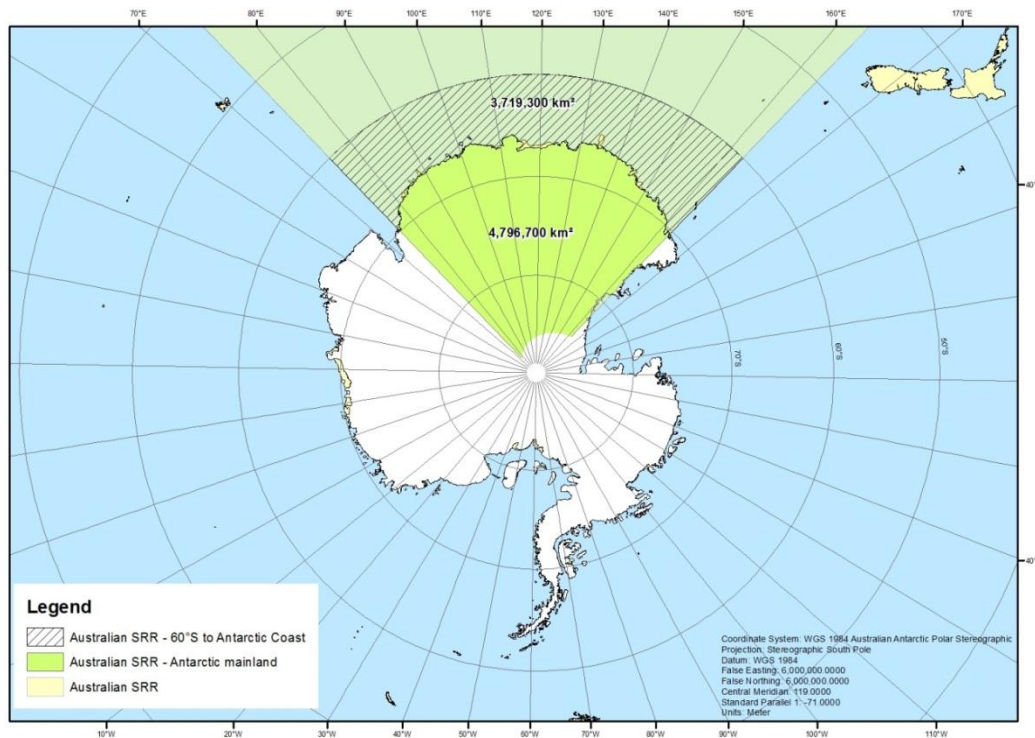 70°E 80°E 90°E 100°E 110°E 120°E 130°E 140°E 150°E 160°E 170°E
3,719,300 km²
40°
4,796,700 km²
70°S
60°S
50°S
40°
Legend
Australian SRR - 60°S to Antarctic Coast
Australian SRR - Antarctic mainland
Australian SRR
Coordinate System: WGS 1984 Australian Antarctic Polar Stereographic
Projection: Stereographic South Pole
Datum: WGS 1984
False Easting: 6,000,000.0000
False Northing: 6,000,000.0000
Central Meridian: 119.0000
Standard Parallel 1: -71.0000
Units: Meter
10°W 20°W 30°W 40°W 50°W 60°W 70°W 80°W 90°W 100°W 110°W